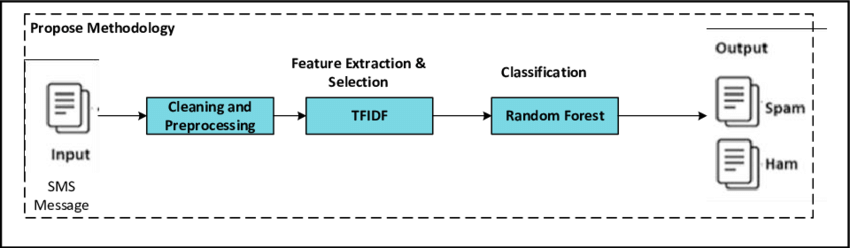 Propose Methodology
Feature Extraction &
Selection
Classification
Output
Cleaning and
Preprocessing
TFIDF
Random Forest
Spam
Input
Ham
SMS
Message